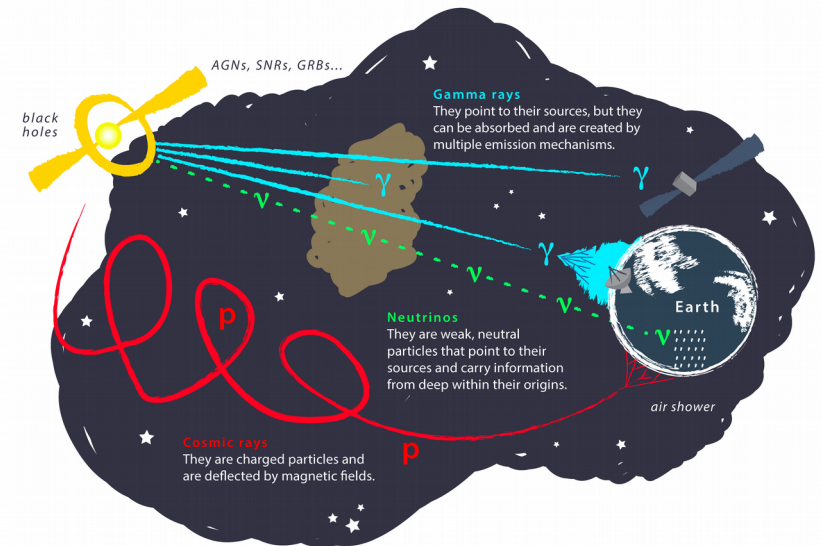 AGNs, SNRs, GRBs...
black
holes
Gamma rays
They point to their sources, but they
can be absorbed and are created by
multiple emission mechanisms.
γ
γ
ν
ν
γ
ν
ν
Earth
ν
p
Neutrinos
They are weak, neutral
particles that point to their
sources and carry information
from deep within their origins.
air shower
Cosmic rays
They are charged particles and
are deflected by magnetic fields.
p